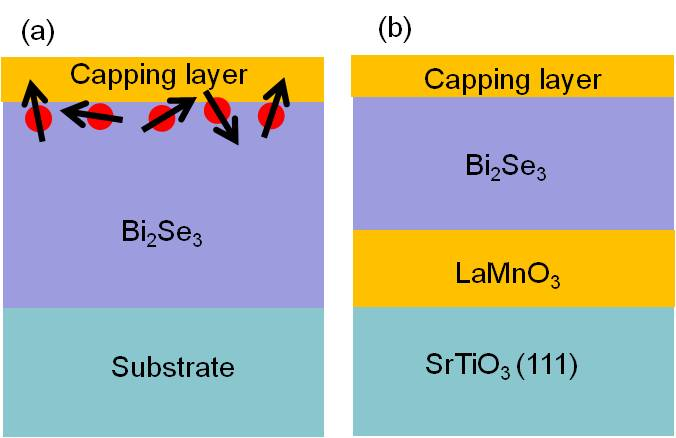 (a)
Capping layer
Bi₂Se₃
Substrate
(b)
Capping layer
Bi₂Se₃
LaMnO₃
SrTiO₃ (111)